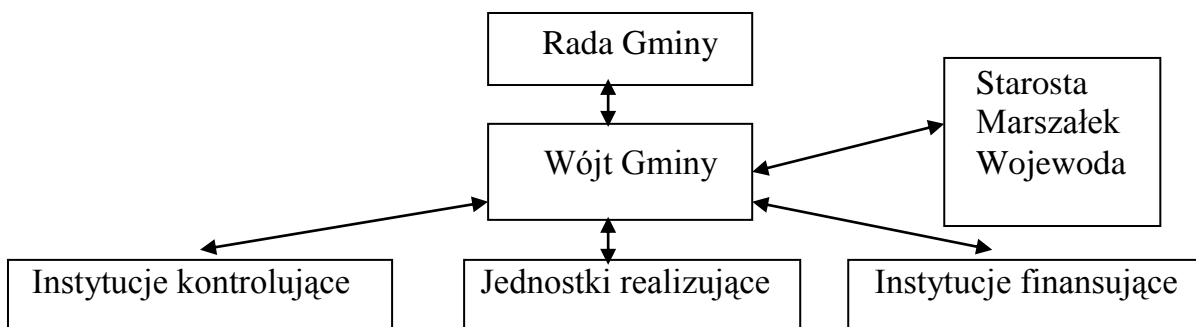 Rada Gminy
Starosta
Marszałek
Wojewoda
Wójt Gminy
Instytucje kontrolujące
Jednostki realizujące
Instytucje finansujące